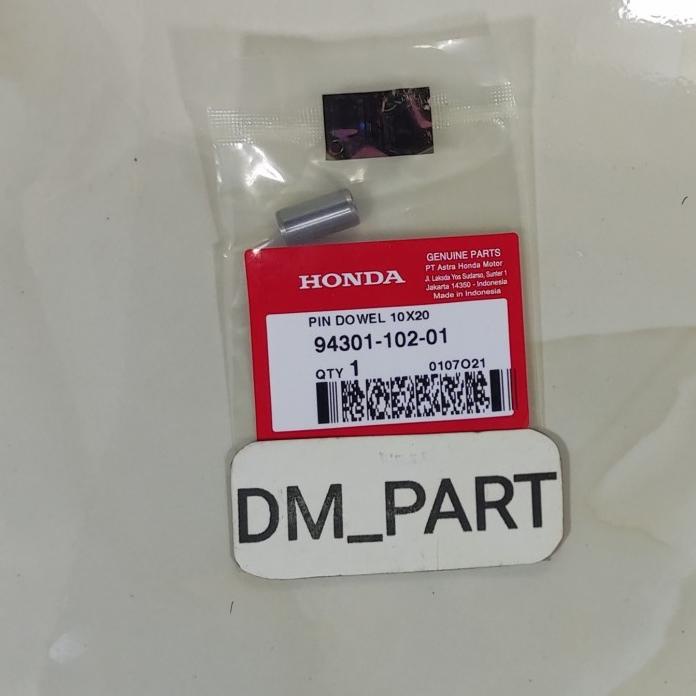 HONDA
GENUINE PARTS
PT Astra Honda Motor
Jl. Laksda Yos Sudarso, Sunter 1
Jakarta 14350 - Indonesia
Made in Indonesia
PIN DOWEL 10X20
94301-102-01
QTY 1
0107O21
DM_PART